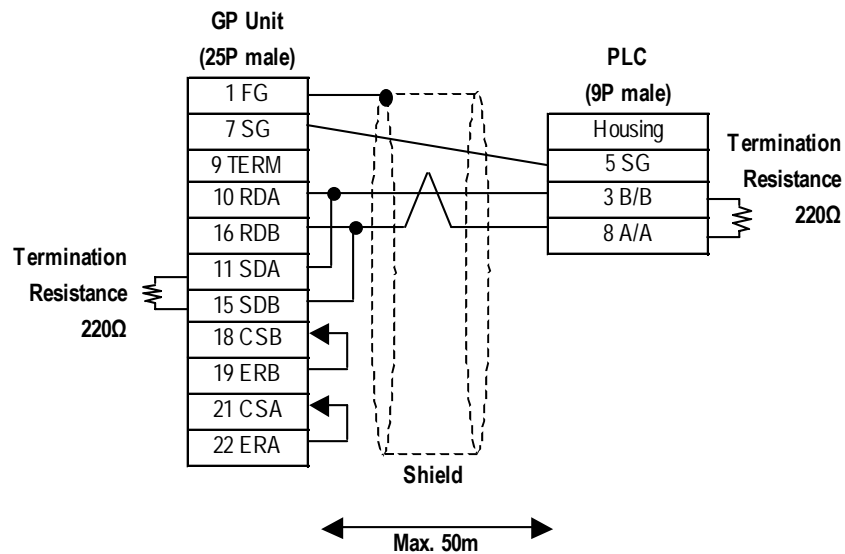 GP Unit
(25P male)
1 FG
7 SG
9 TERM
10 RDA
16 RDB
11 SDA
15 SDB
18 CSB
19 ERB
21 CSA
22 ERA
Termination
Resistance
220Ω
PLC
(9P male)
Housing
5 SG
3 B/B
8 A/A
Termination
Resistance
220Ω
Shield
Max. 50m